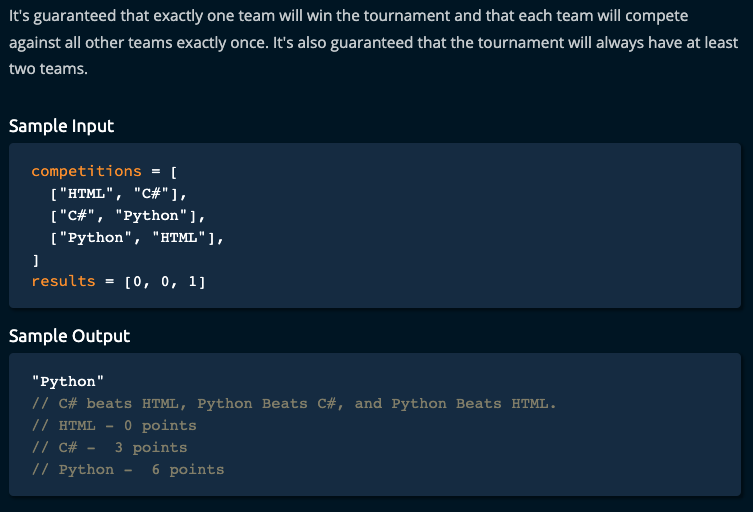 It's guaranteed that exactly one team will win the tournament and that each team will compete
against all other teams exactly once. It's also guaranteed that the tournament will always have at least
two teams.
Sample Input
competitions = [
["HTML", "C#"],
["C#", "Python"],
["Python", "HTML"],
]
results = [0, 0, 1]
Sample Output
"Python"
// C# beats HTML, Python Beats C#, and Python Beats HTML.
// HTML - 0 points
// C# -  3 points
// Python -  6 points